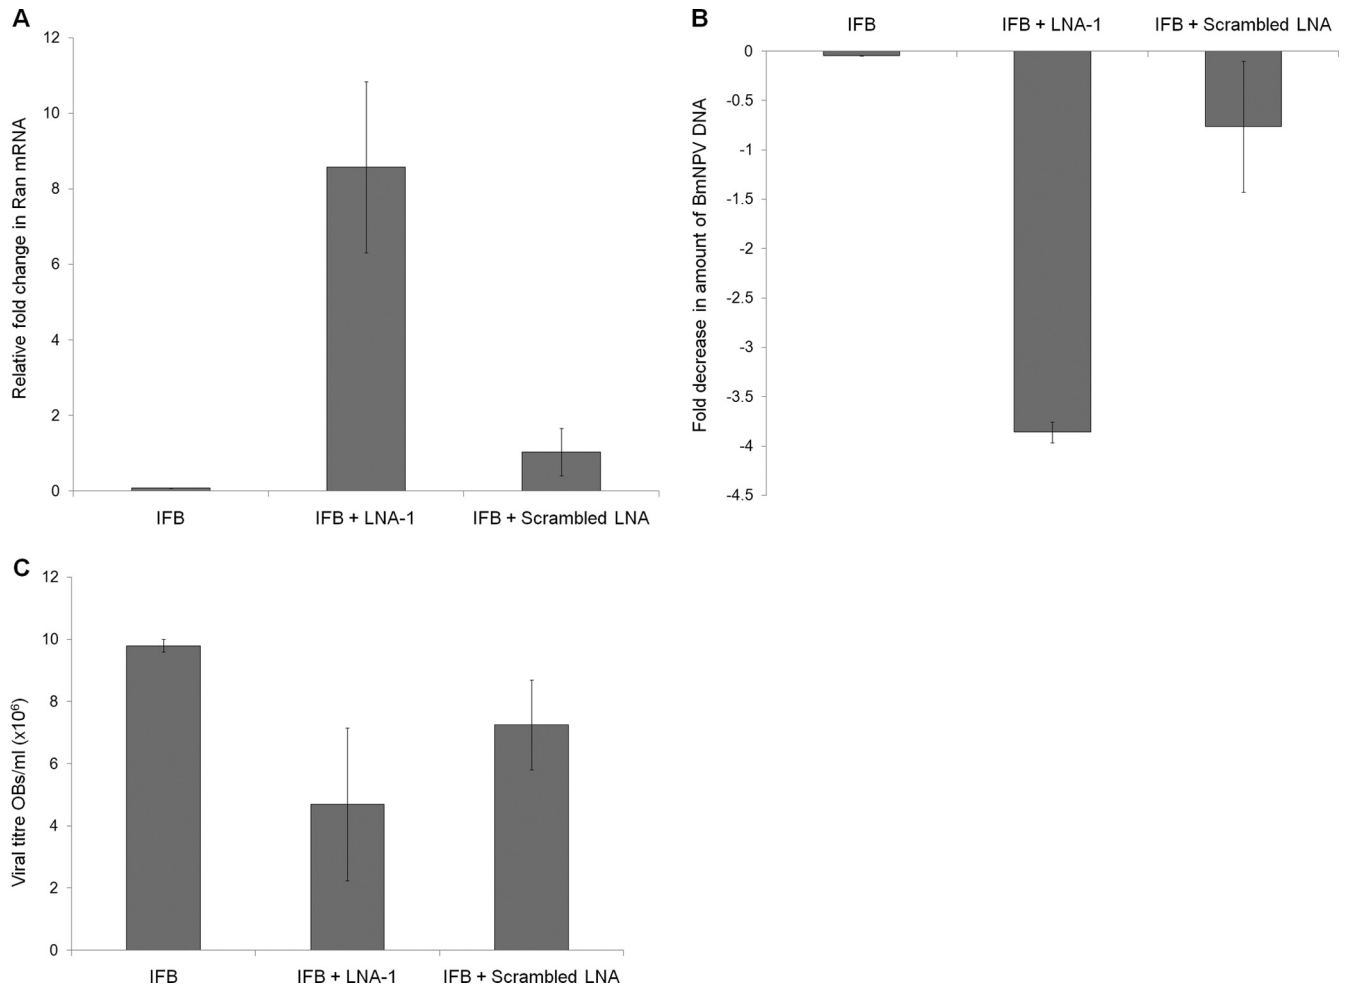 A
Relative fold change in Ran mRNA
12
10
8
6
4
2
0
IFB
IFB + LNA-1
IFB + Scrambled LNA
B
Fold decrease in amount of BmNPV DNA
IFB
IFB + LNA-1
IFB + Scrambled LNA
0
-0.5
-1
-1.5
-2
-2.5
-3
-3.5
-4
-4.5
C
Viral titre OBs/ml (x10⁶)
12
10
8
6
4
2
0
IFB
IFB + LNA-1
IFB + Scrambled LNA